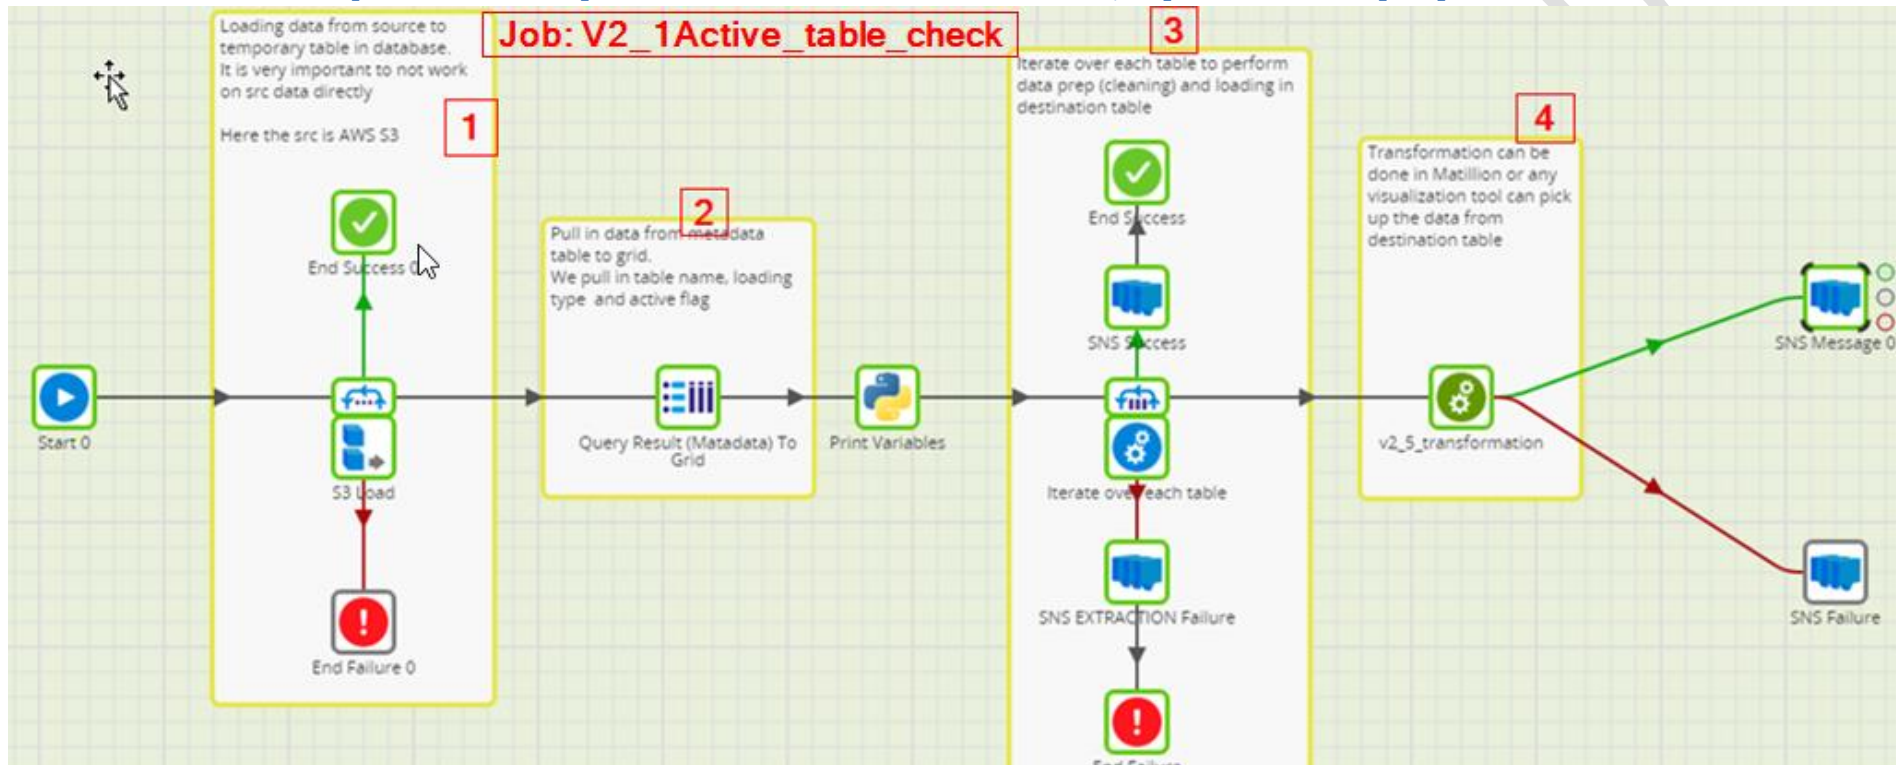 Loading data from source to
temporary table in database.
It is very important to not work
on src data directly
Here the src is AWS S3
Job: V2_1Active_table_check
1
2
3
4
Pull in data from metadata
table to grid.
We pull in table name, loading
type and active flag
Iterate over each table to perform
data prep (cleaning) and loading in
destination table
Transformation can be
done in Matillion or any
visualization tool can pick
up the data from
destination table
Start 0
End Success 0
S3 Load
End Failure 0
Query Result (Matadata) To
Grid
Print Variables
End Success
SNS Success
Iterate over each table
SNS EXTRACTION Failure
End Failure
v2_5_transformation
SNS Message 0
SNS Failure